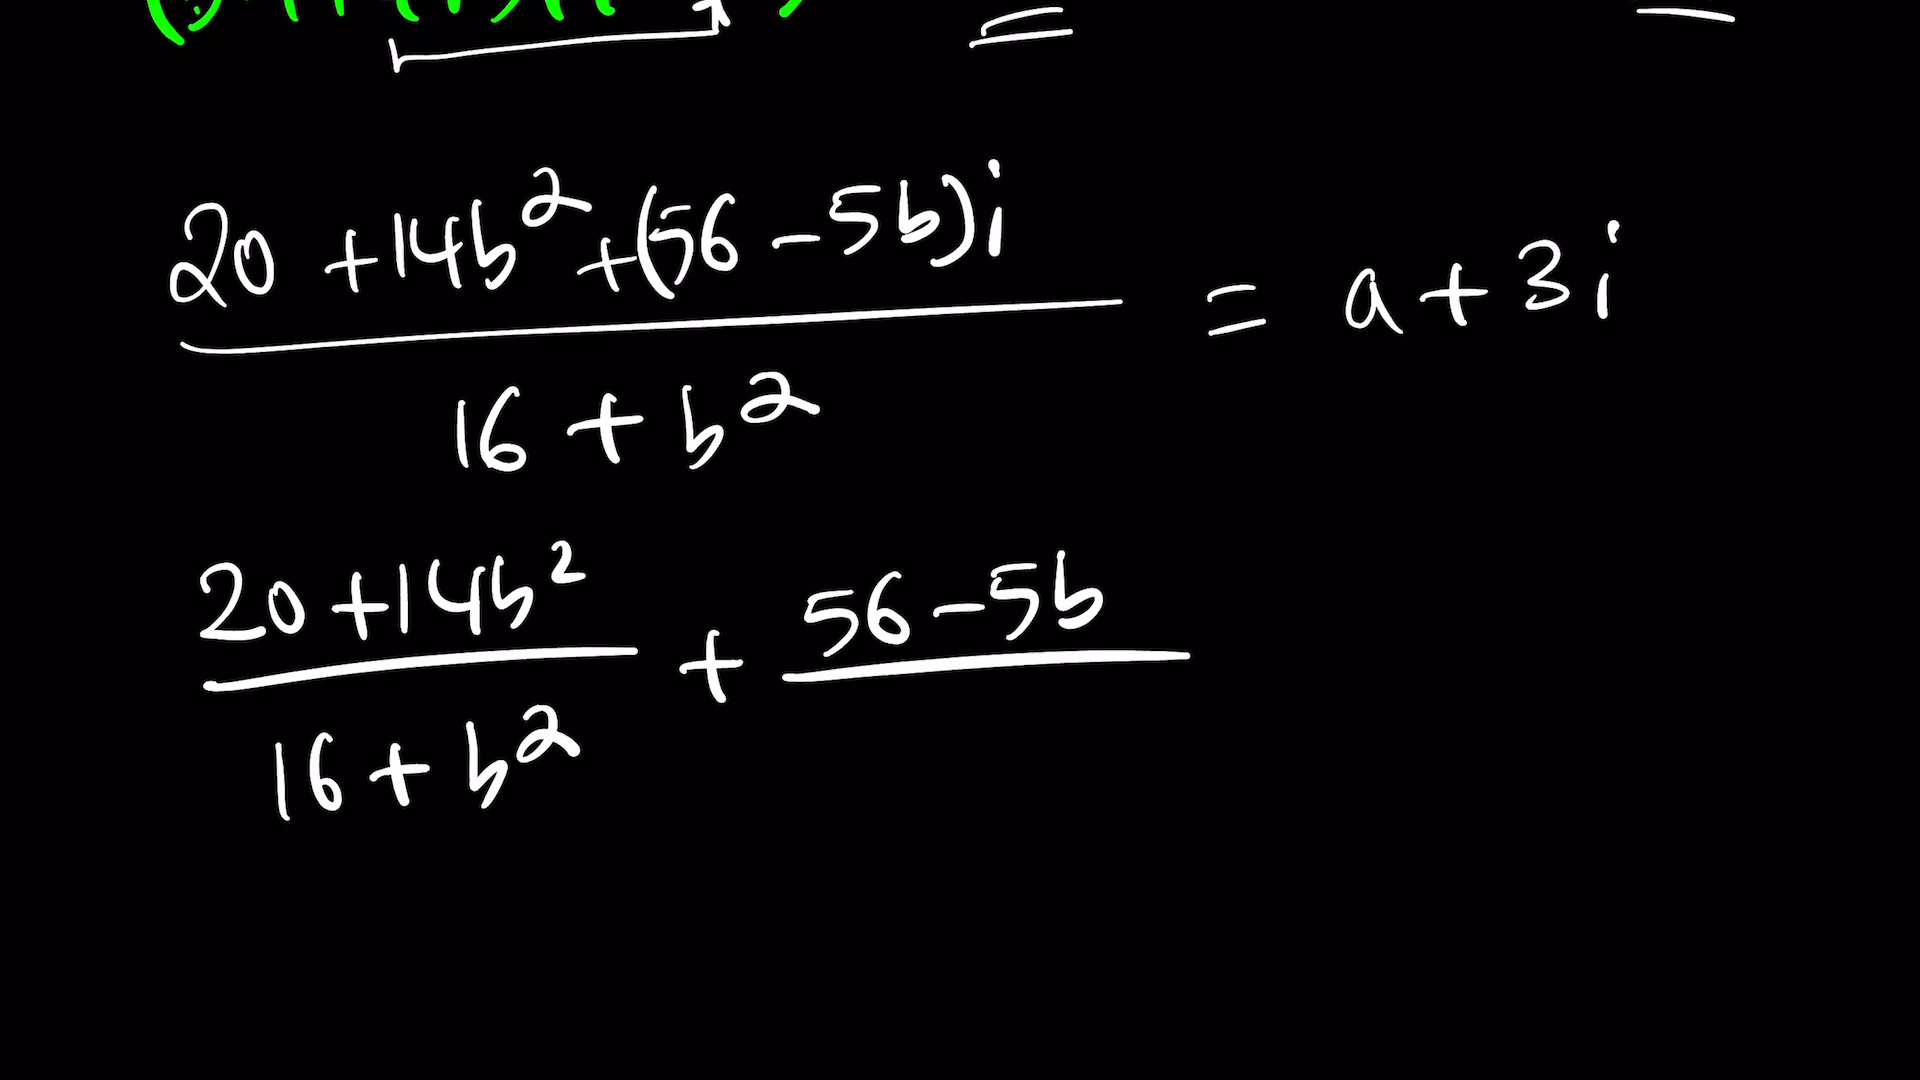 20 + 14b² + (56 - 5b)i
= a + 3i
16 + b²
20 + 14b² + 56 - 5b
16 + b²